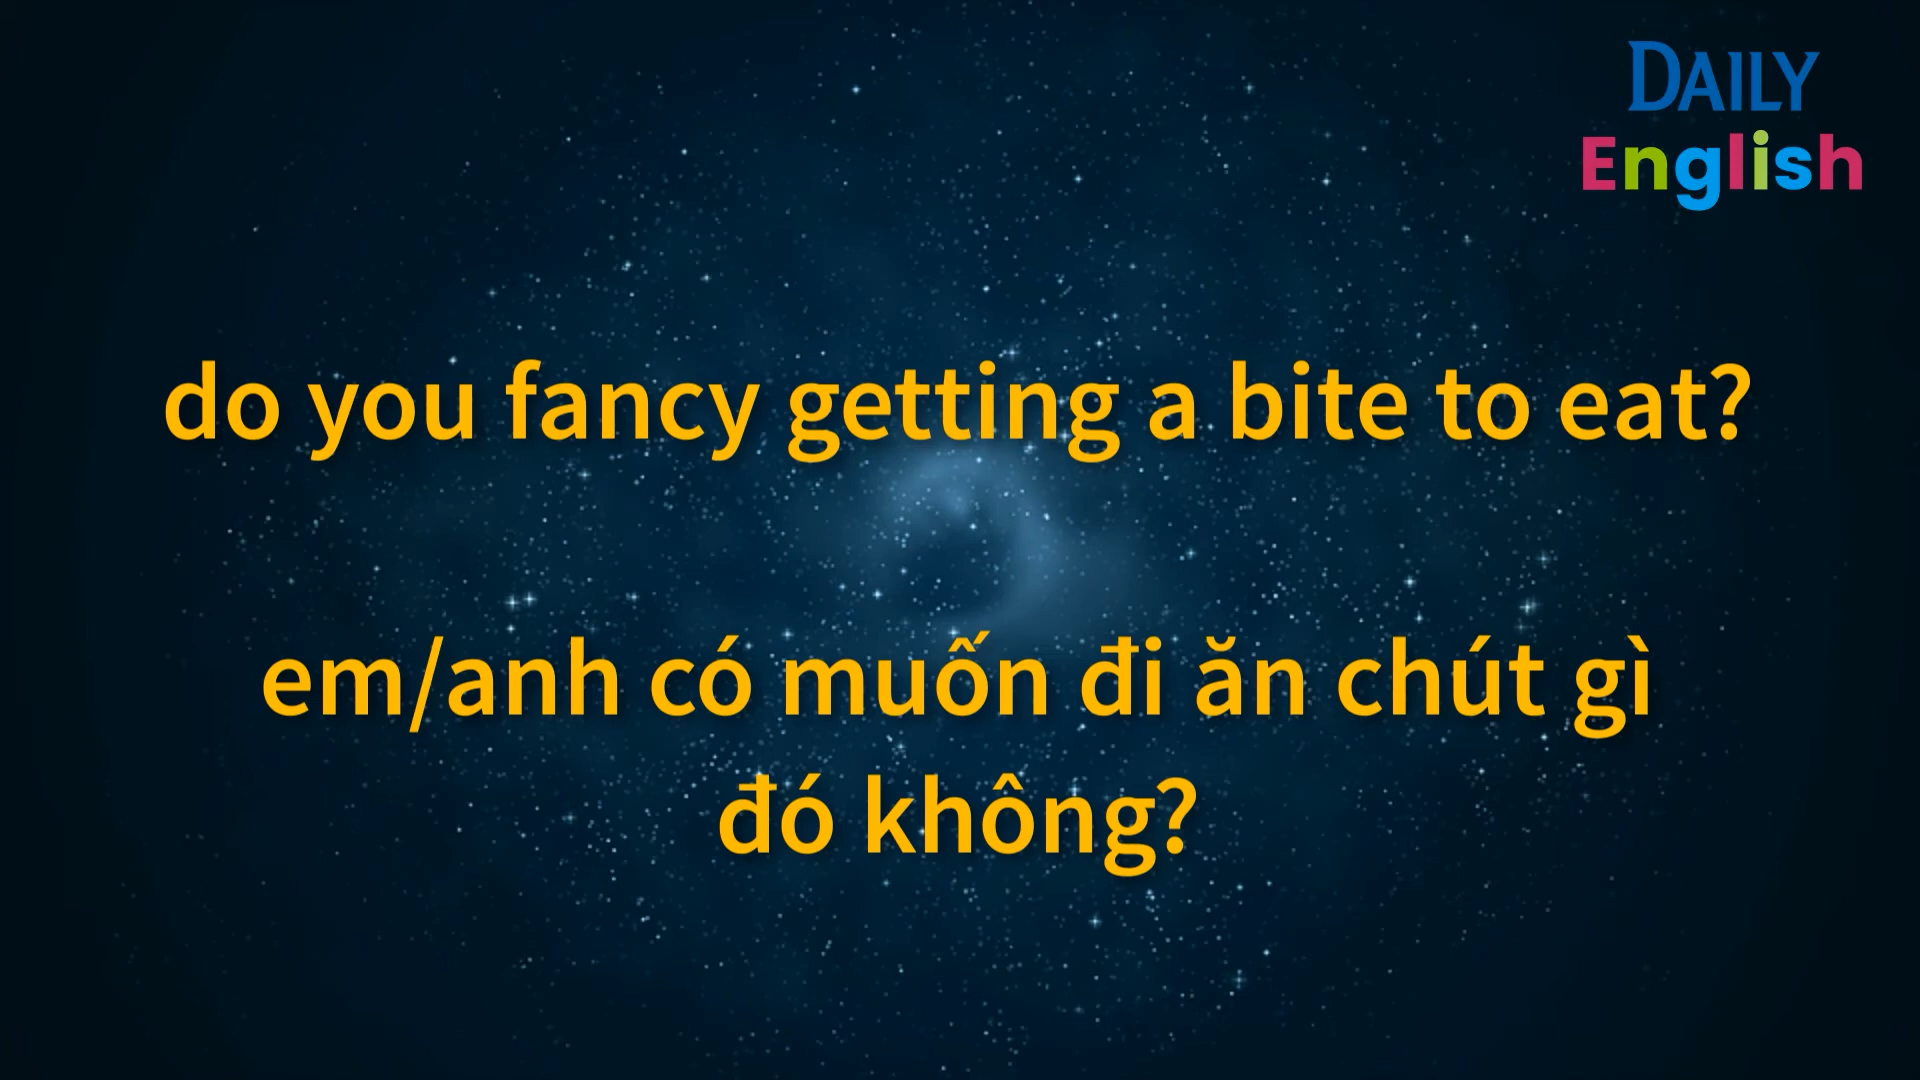 DAILY
English
do you fancy getting a bite to eat?
em/anh có muốn đi ăn chút gì
đó không?